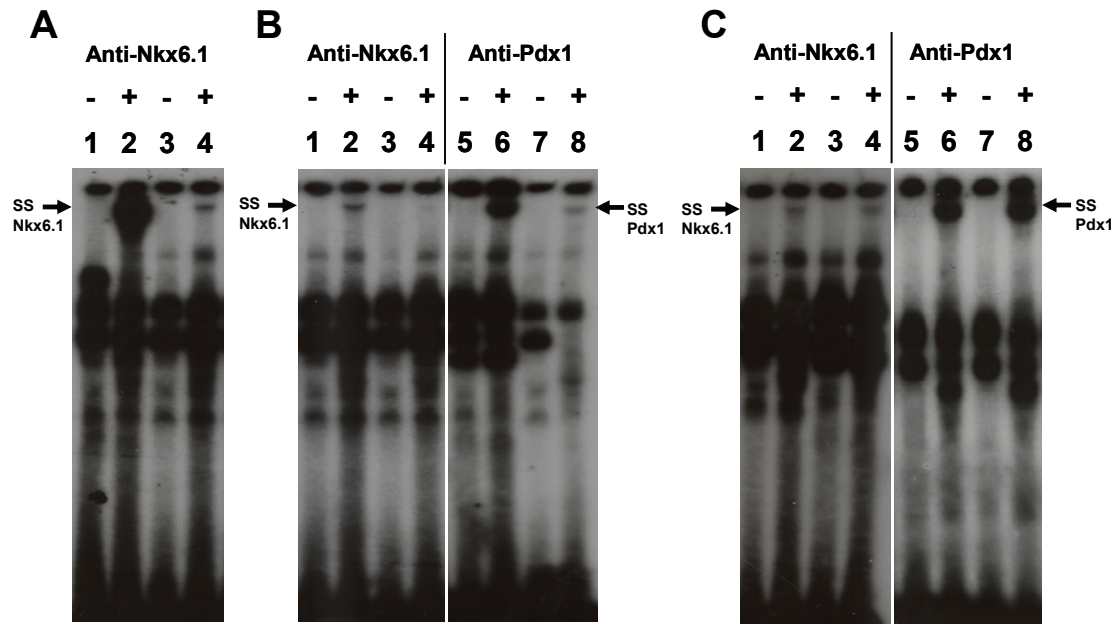 A B C
Anti-Nkx6.1 Anti-Nkx6.1 Anti-Pdx1 Anti-Nkx6.1 Anti-Pdx1
- + - + - + - + - + - + - + - + - + - +
1 2 3 4 1 2 3 4 5 6 7 8 1 2 3 4 5 6 7 8
SS
Nkx6.1
SS
Nkx6.1
SS
Pdx1
SS
Nkx6.1
SS
Pdx1